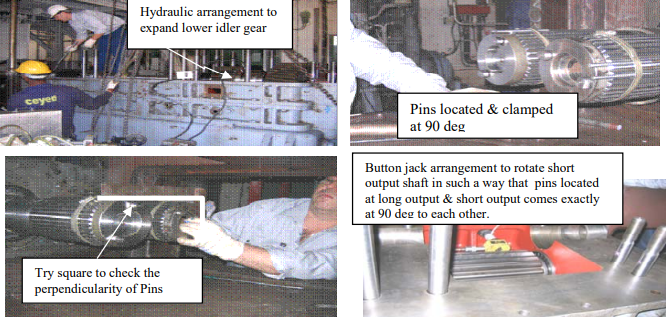 Hydraulic arrangement to
expand lower idler gear
ceyee
Pins located & clamped
at 90 deg
Try square to check the
perpendicularity of Pins
Button jack arrangement to rotate short
output shaft in such a way that pins located
at long output & short output comes exactly
at 90 deg to each other.